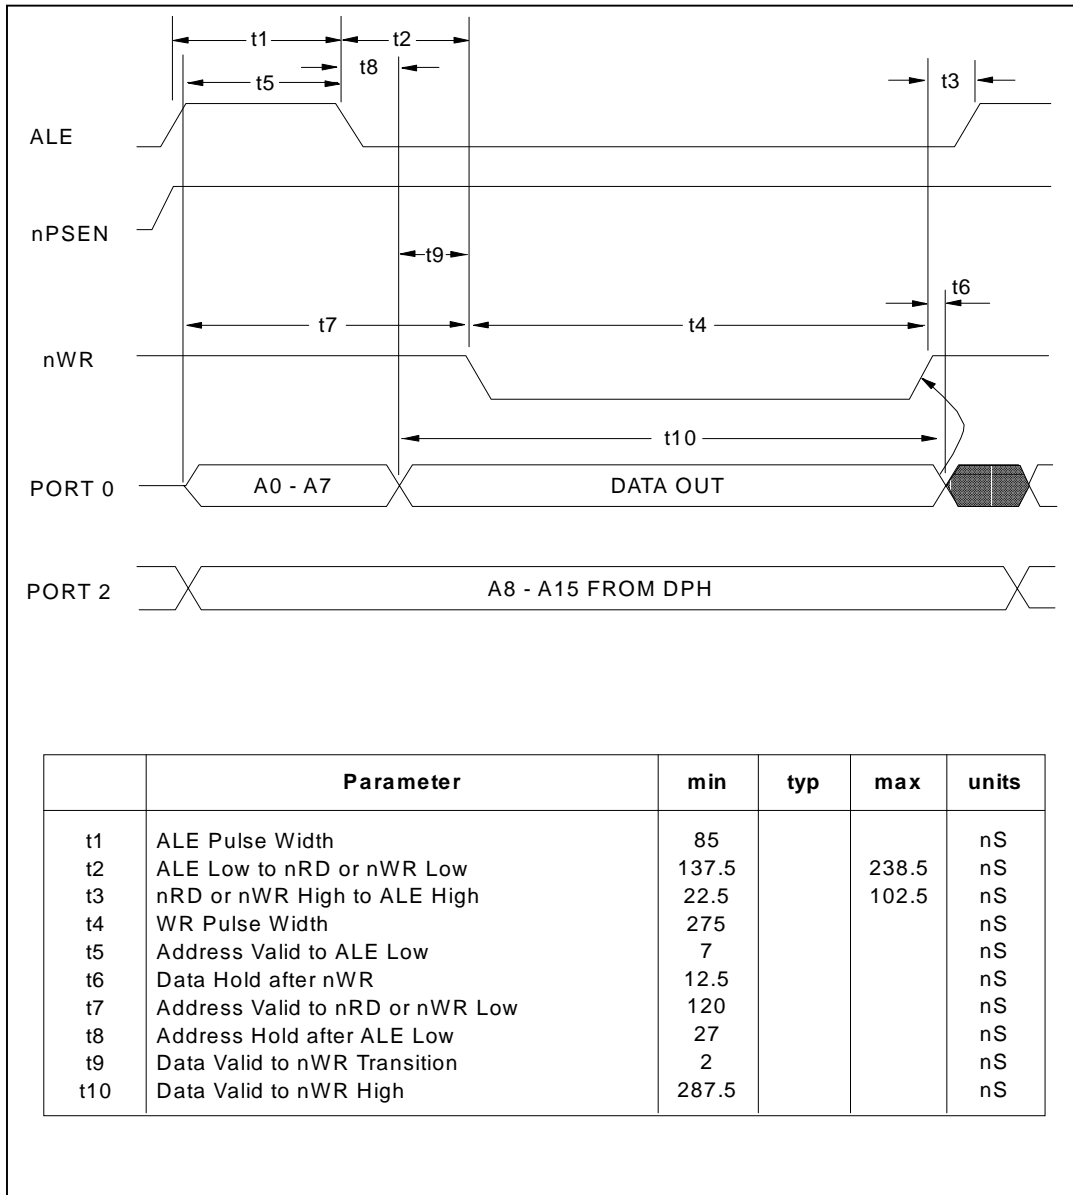 t1 t2
t8
t5 t3
ALE
nPSEN
t9
t6
t7 t4
nWR
t10
PORT 0 A0 - A7 DATA OUT
PORT 2 A8 - A15 FROM DPH
Parameter min typ max units
t1 ALE Pulse Width 85 nS
t2 ALE Low to nRD or nWR Low 137.5 238.5 nS
t3 nRD or nWR High to ALE High 22.5 102.5 nS
t4 WR Pulse Width 275 nS
t5 Address Valid to ALE Low 7 nS
t6 Data Hold after nWR 12.5 nS
t7 Address Valid to nRD or nWR Low 120 nS
t8 Address Hold after ALE Low 27 nS
t9 Data Valid to nWR Transition 2 nS
t10 Data Valid to nWR High 287.5 nS